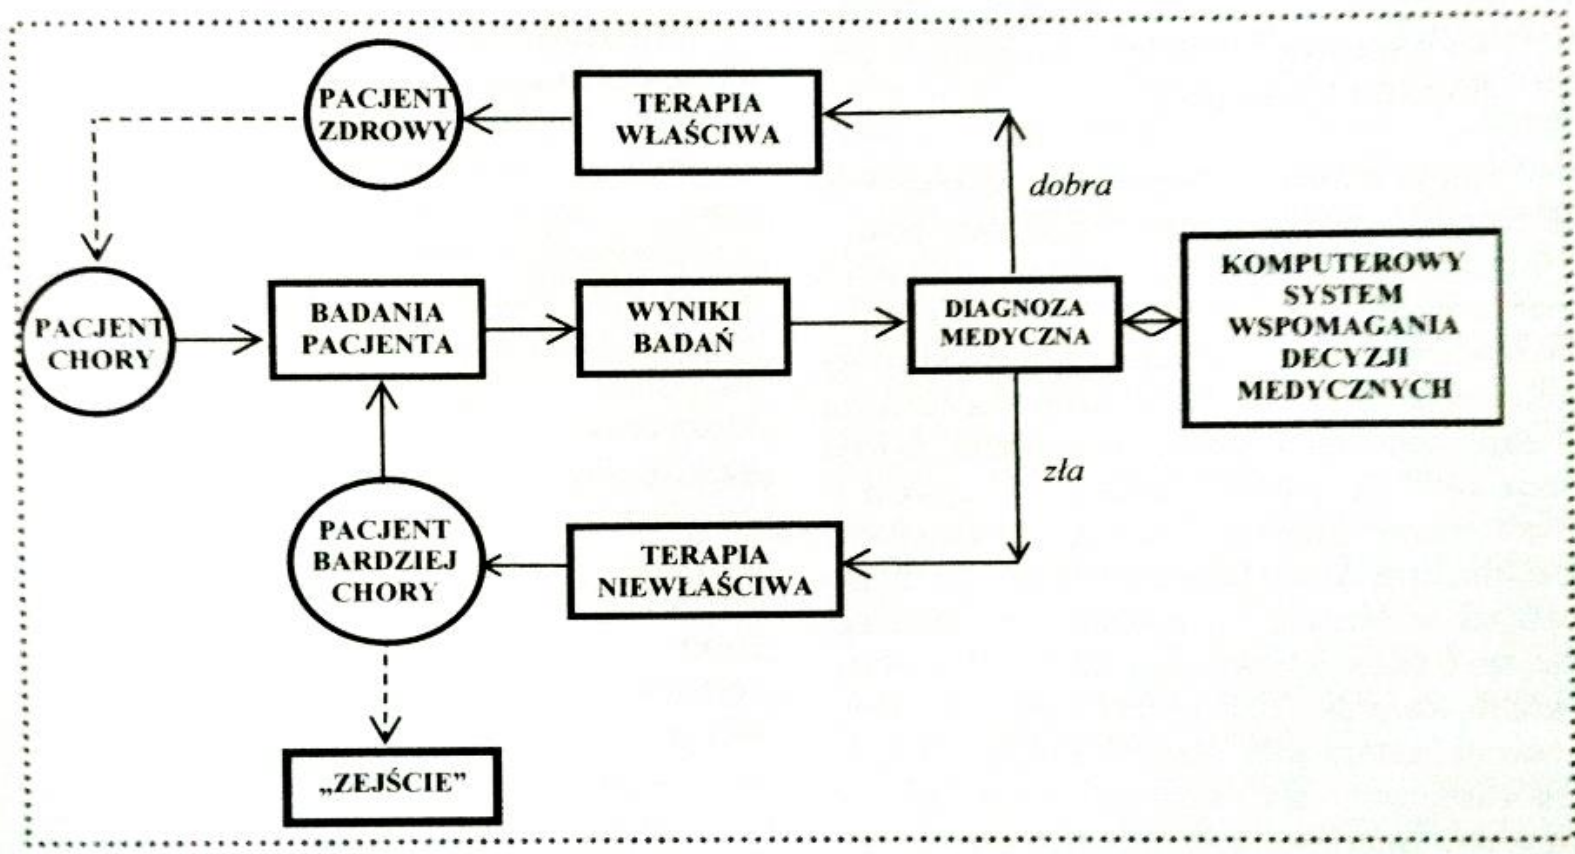 PACJENT
ZDROWY
TERAPIA
WŁAŚCIWA
dobra
PACJENT
CHORY
BADANIA
PACJENTA
WYNIKI
BADAŃ
DIAGNOZA
MEDYCZNA
KOMPUTEROWY
SYSTEM
WSPOMAGANIA
DECYZJI
MEDYCZNYCH
zła
PACJENT
BARDZIEJ
CHORY
TERAPIA
NIEWŁAŚCIWA
„ZEJŚCIE”